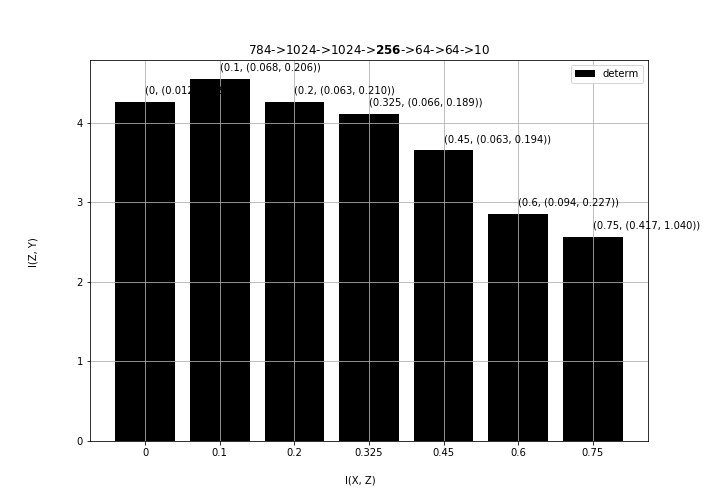 784->1024->1024->256->64->64->10
determ
(0, (0.012
(0.1, (0.068, 0.206))
(0.2, (0.063, 0.210))
(0.325, (0.066, 0.189))
(0.45, (0.063, 0.194))
(0.6, (0.094, 0.227))
(0.75, (0.417, 1.040))
I(Z, Y)
4
3
2
1
0
0 0.1 0.2 0.325 0.45 0.6 0.75
I(X, Z)